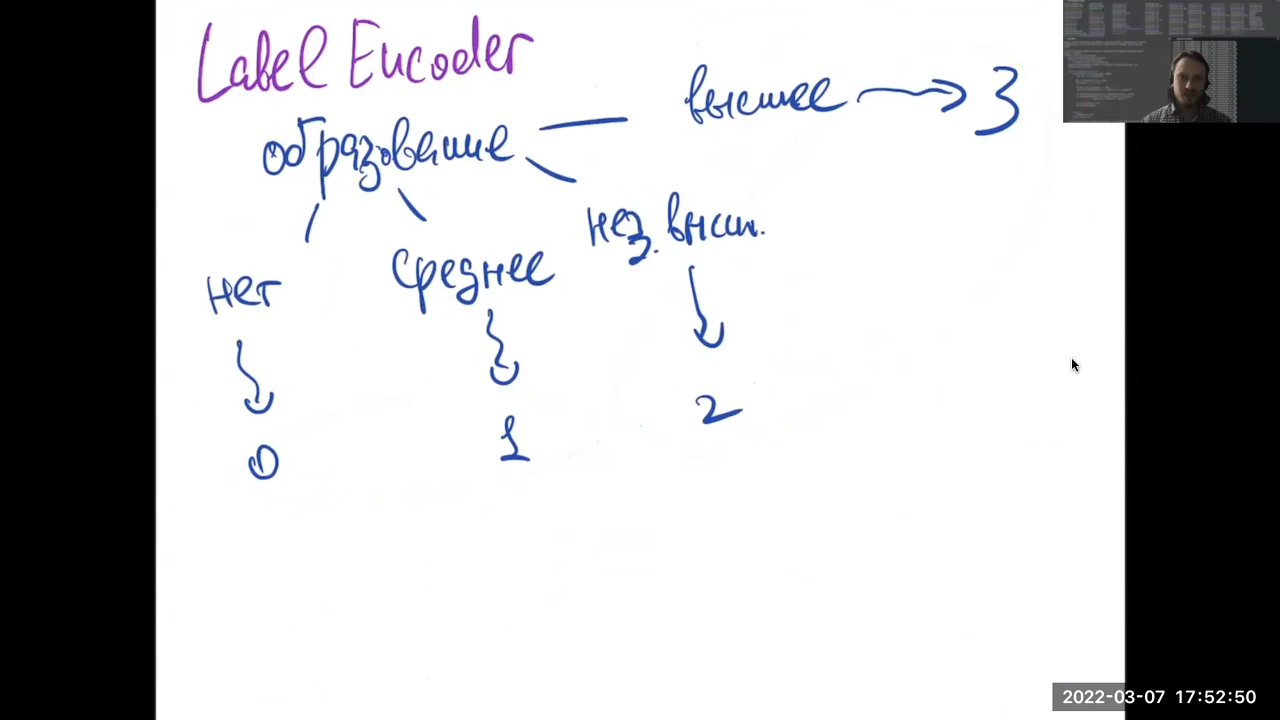 Label Encoder
образование
высшее
3
нез. высш.
среднее
нет
2
1
0
2022-03-07 17:52:50